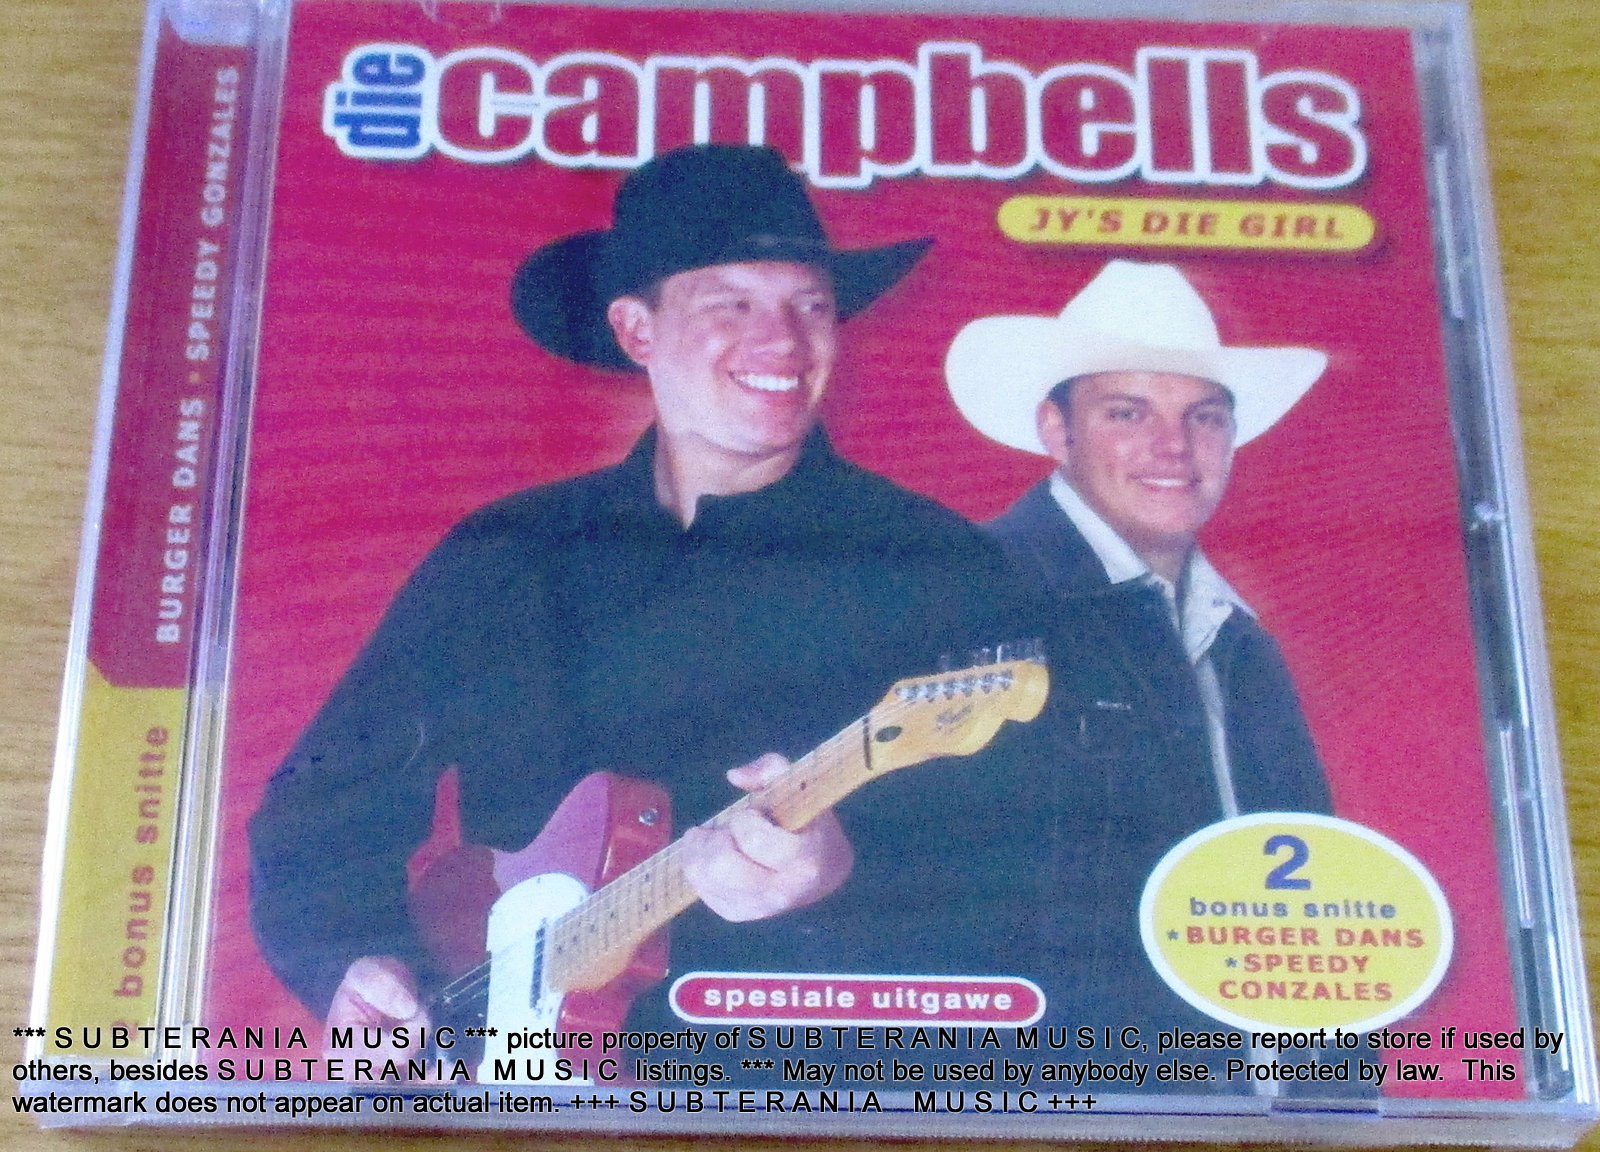 die campbells
JY'S DIE GIRL
BURGER DANS • SPEEDY GONZALES
bonus snitte
2
bonus snitte
*BURGER DANS
*SPEEDY
CONZALES
spesiale uitgawe
*** S U B T E R A N I A M U S I C *** picture property of S U B T E R A N I A M U S I C, please report to store if used by
others, besides S U B T E R A N I A M U S I C listings. *** May not be used by anybody else. Protected by law. This
watermark does not appear on actual item. +++ S U B T E R A N I A M U S I C +++